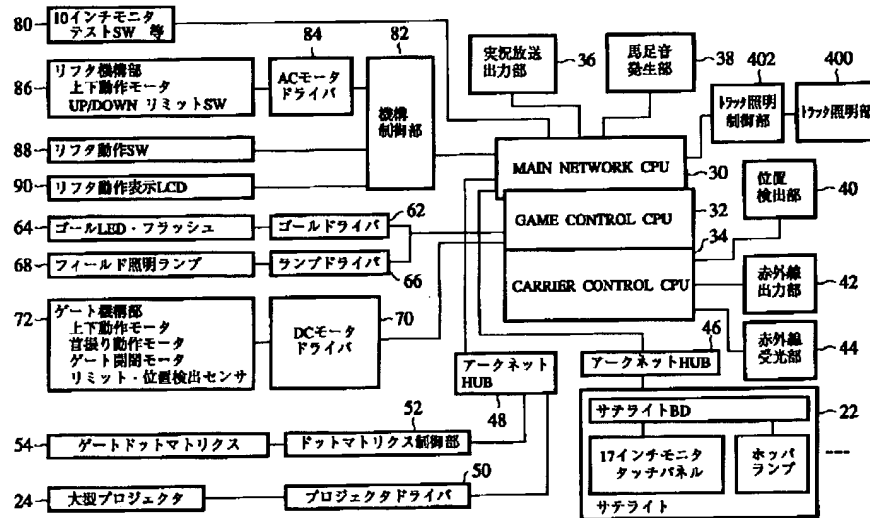 80
10インチモニタ
テストSW 等
84
82
86
リフタ機構部
上下動作モータ
UP/DOWN リミットSW
ACモータ
ドライバ
機構
制御部
88
リフタ動作SW
90
リフタ動作表示LCD
実況放送
出力部
36
馬足音
発生部
38
402
400
トラック照明
制御部
トラック照明部
MAIN NETWORK CPU
30
GAME CONTROL CPU
32
34
CARRIER CONTROL CPU
位置
検出部
40
赤外線
出力部
42
赤外線
受光部
44
64
ゴールLED・フラッシュ
ゴールドライバ
62
68
フィールド照明ランプ
ランプドライバ
66
72
ゲート機構部
上下動作モータ
首振り動作モータ
ゲート開閉モータ
リミット・位置検出センサ
DCモータ
ドライバ
70
アークネット
HUB
48
46
アークネットHUB
54
ゲートドットマトリクス
ドットマトリクス制御部
52
24
大型プロジェクタ
プロジェクタドライバ
50
サテライトBD
22
17インチモニタ
タッチパネル
ホッパ
ランプ
サテライト